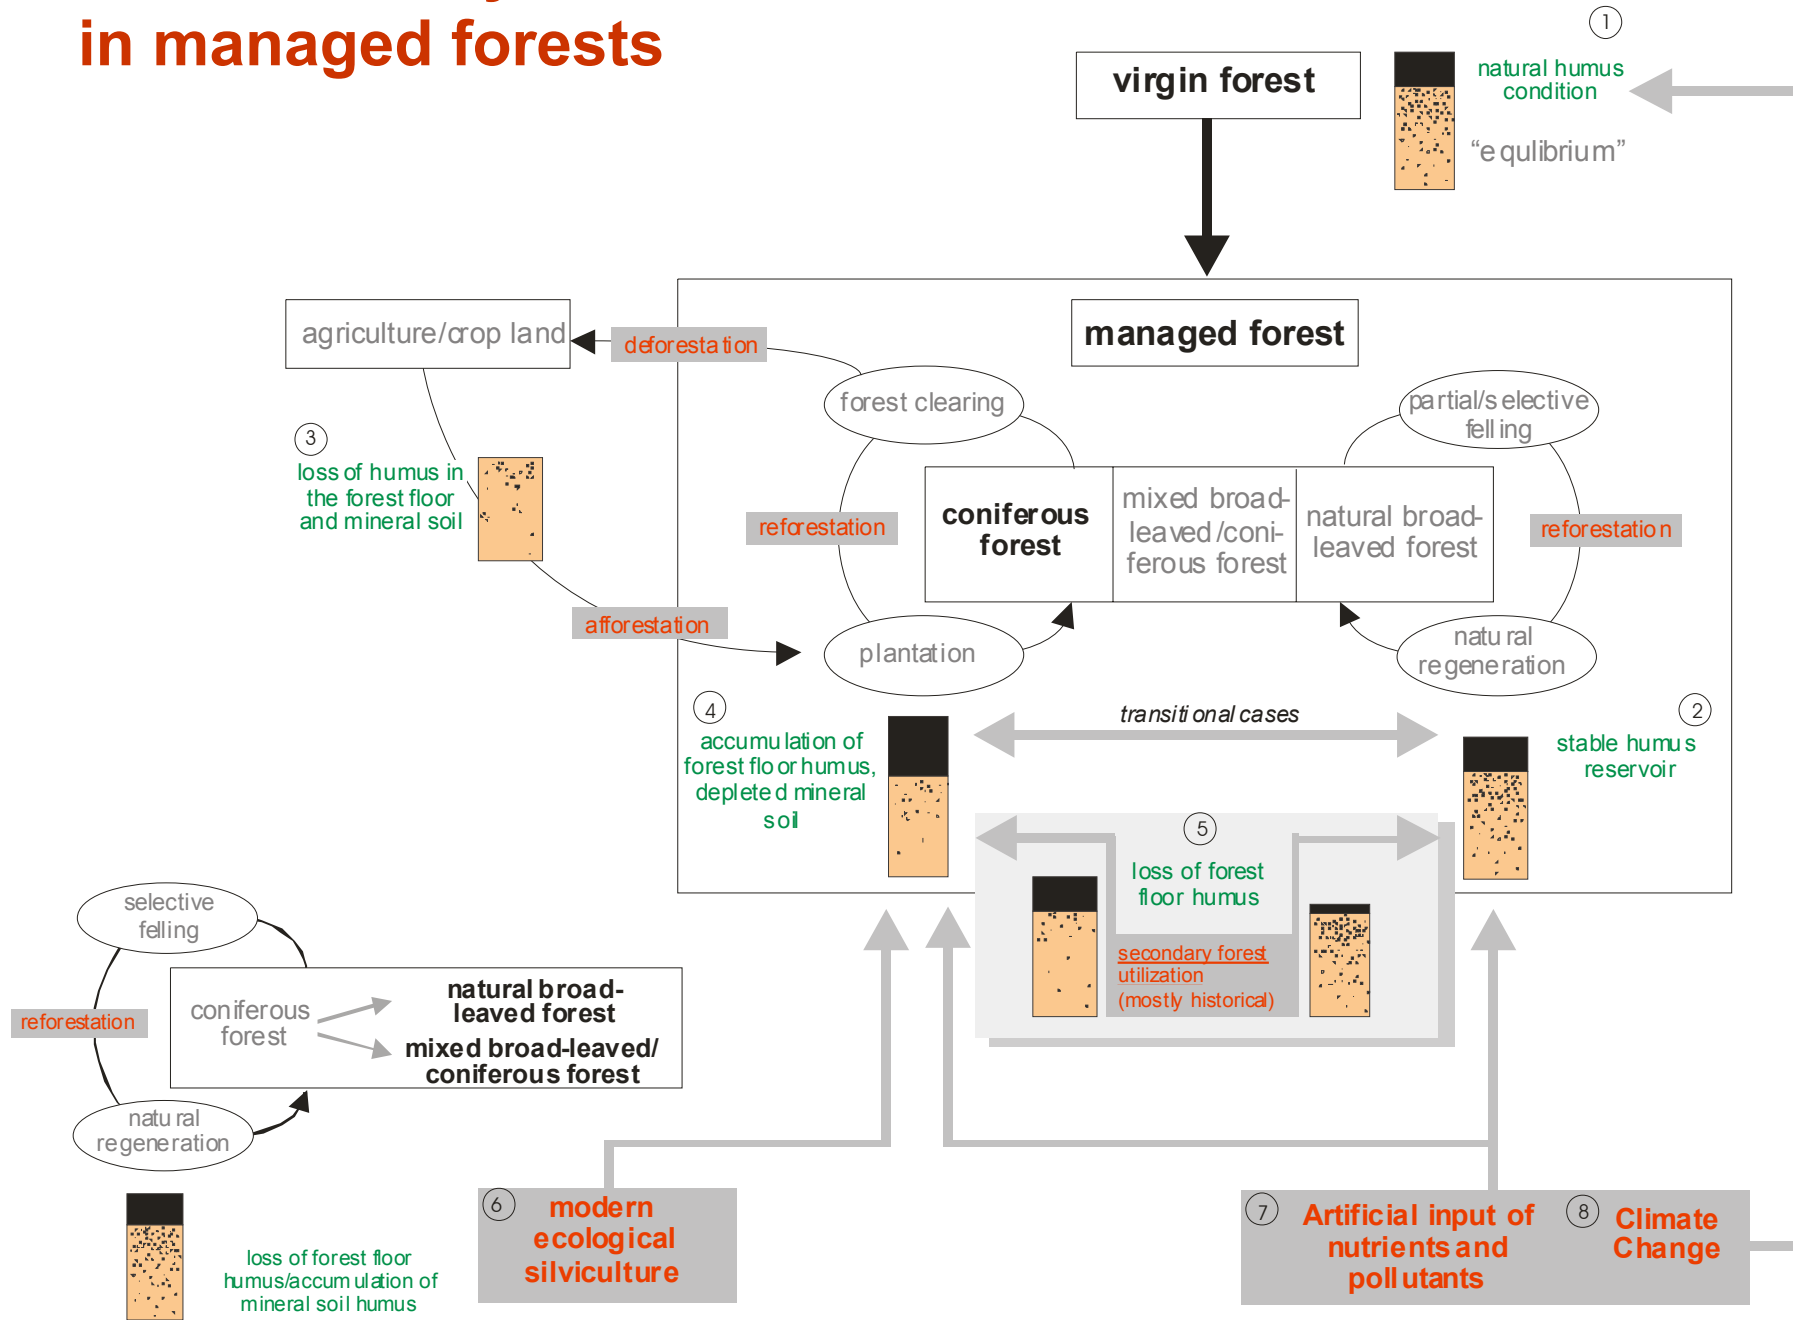 in managed forests
1
virgin forest
natural humus
condition
“equlibrium”
agriculture/crop land
deforestation
managed forest
forest clearing
partial/selective
felling
3
loss of humus in
the forest floor
and mineral soil
reforestation
coniferous
forest
mixed broad-
leaved/coni-
ferous forest
natural broad-
leaved forest
reforestation
afforestation
plantation
natural
regeneration
4
accumulation of
forest floor humus,
depleted mineral
soil
transitional cases
2
stable humus
reservoir
5
loss of forest
floor humus
secondary forest
utilization
(mostly historical)
selective
felling
reforestation
coniferous
forest
natural broad-
leaved forest
mixed broad-leaved/
coniferous forest
natural
regeneration
loss of forest floor
humus/accumulation of
mineral soil humus
6
modern
ecological
silviculture
7
Artificial input of
nutrients and
pollutants
8
Climate
Change